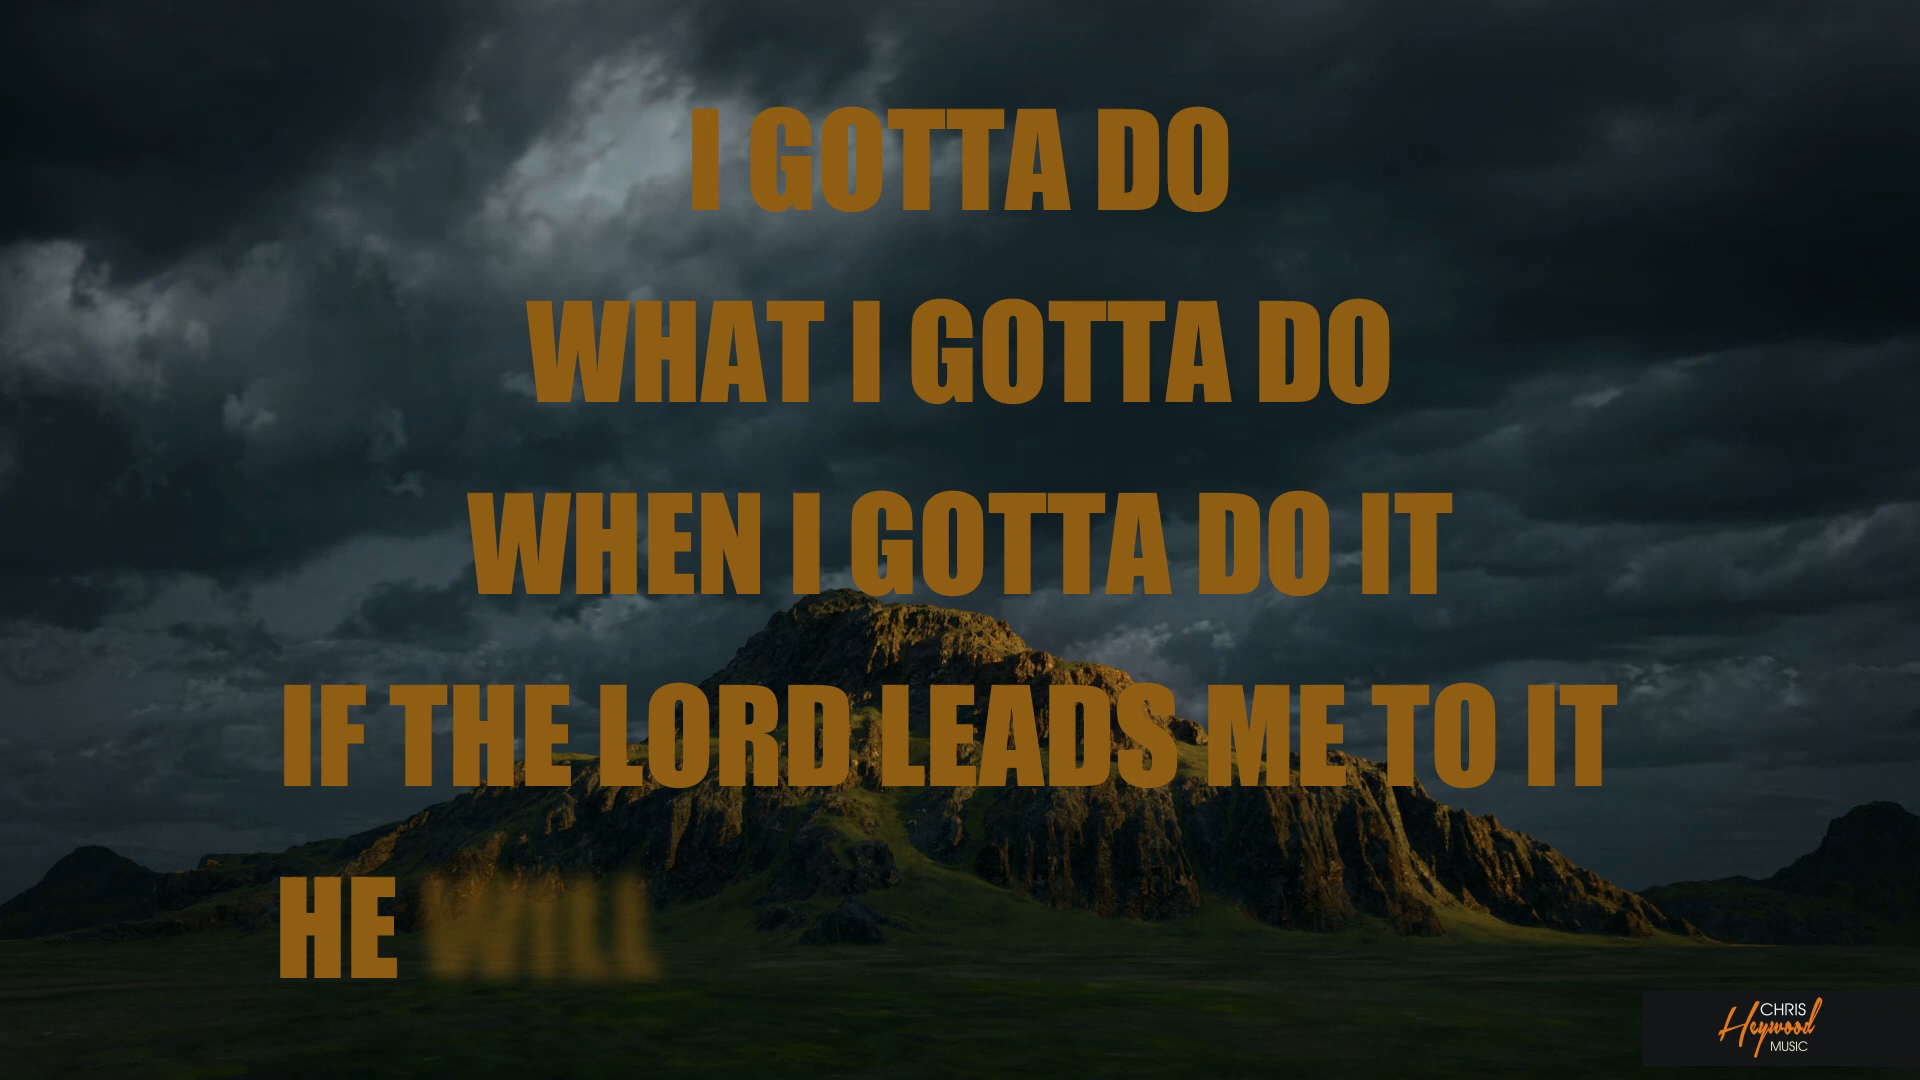 I GOTTA DO
WHAT I GOTTA DO
WHEN I GOTTA DO IT
IF THE LORD LEADS ME TO IT
HE WILL
CHRIS
Heywood
MUSIC